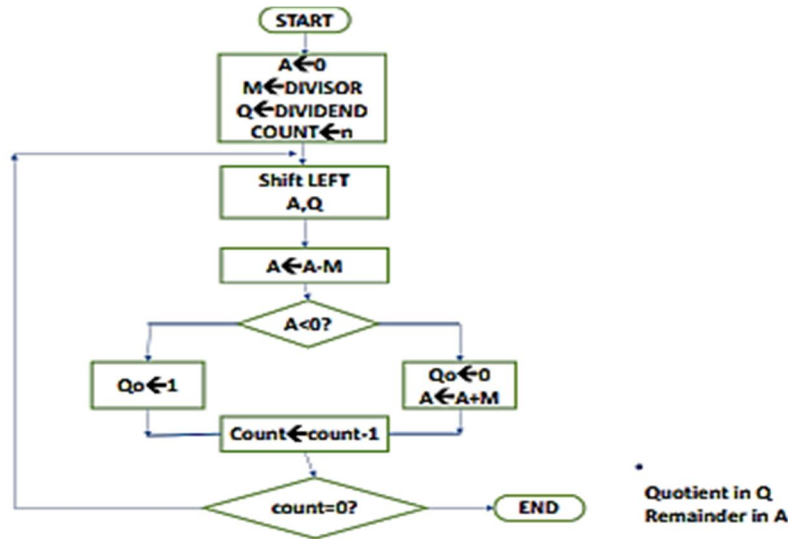 START
A←0
M←DIVISOR
Q←DIVIDEND
COUNT←n
Shift LEFT
A,Q
A←A-M
A<0?
Qo←1
Qo←0
A←A+M
Count←count-1
count=0?
END
Quotient in Q
Remainder in A